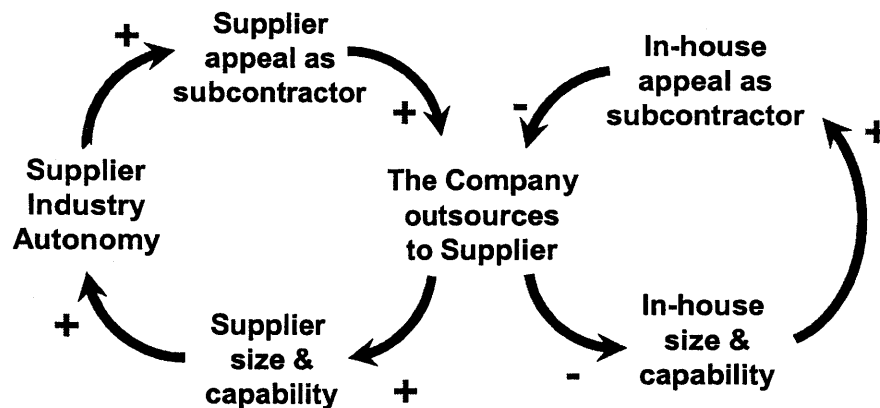 +
Supplier
appeal as
subcontractor
+
In-house
appeal as
subcontractor
-
+
Supplier
Industry
Autonomy
The Company
outsources
to Supplier
+
Supplier
size &
capability
+
-
In-house
size &
capability